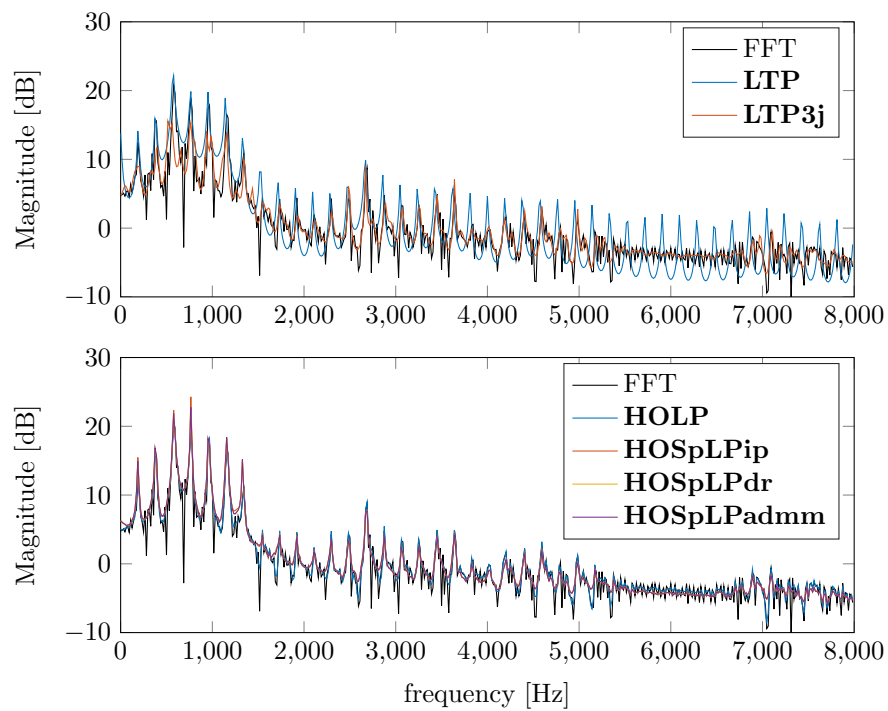 30
20
10
0
−10
Magnitude [dB]
FFT
LTP
LTP3j
0 1,000 2,000 3,000 4,000 5,000 6,000 7,000 8,000
30
20
10
0
−10
Magnitude [dB]
FFT
HOLP
HOSpLPip
HOSpLPdr
HOSpLPadmm
0 1,000 2,000 3,000 4,000 5,000 6,000 7,000 8,000
frequency [Hz]